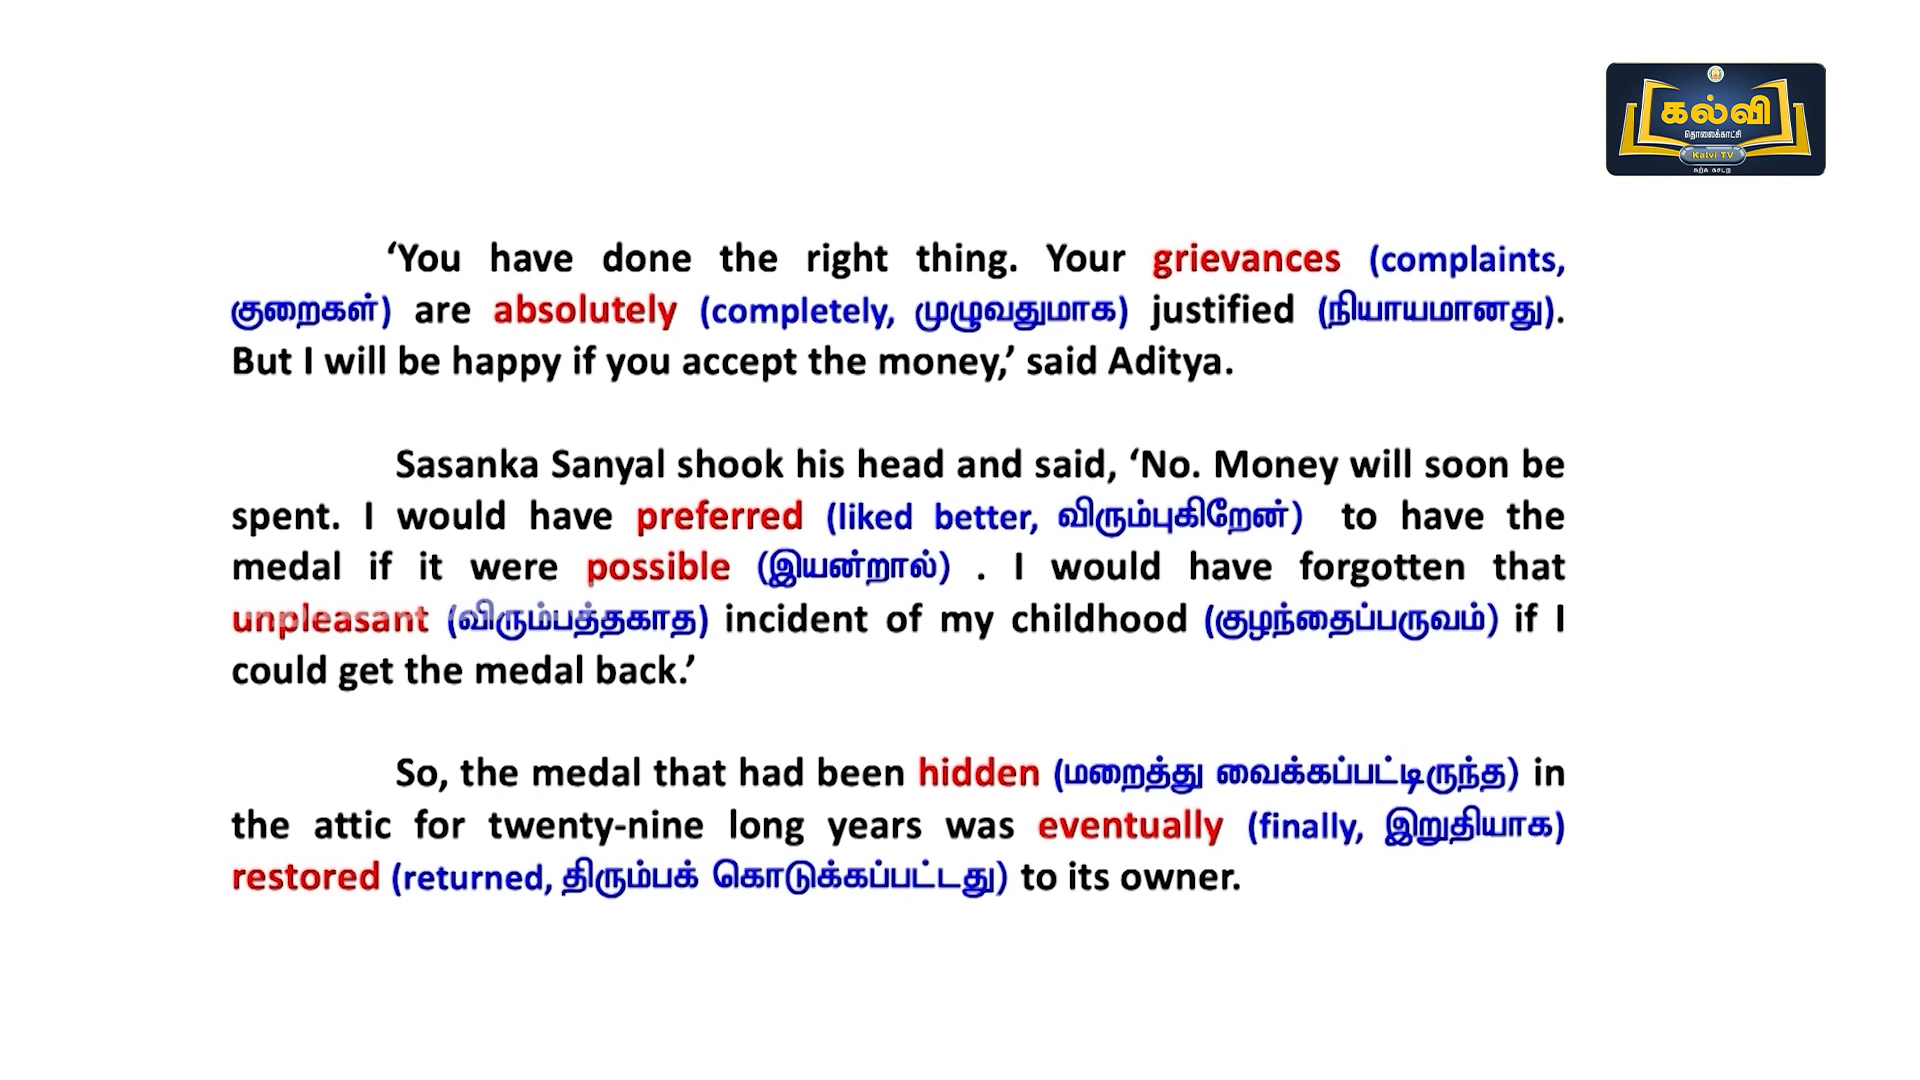 கல்வி
தொலைக்காட்சி
Kalvi TV
கற்க கசடற
‘You have done the right thing. Your grievances (complaints,
குறைகள்) are absolutely (completely, முழுவதுமாக) justified (நியாயமானது).
But I will be happy if you accept the money,’ said Aditya.
Sasanka Sanyal shook his head and said, ‘No. Money will soon be
spent. I would have preferred (liked better, விரும்புகிறேன்) to have the
medal if it were possible (இயன்றால்) . I would have forgotten that
unpleasant (விரும்பத்தகாத) incident of my childhood (குழந்தைப்பருவம்) if I
could get the medal back.’
So, the medal that had been hidden (மறைத்து வைக்கப்பட்டிருந்த) in
the attic for twenty-nine long years was eventually (finally, இறுதியாக)
restored (returned, திரும்பக் கொடுக்கப்பட்டது) to its owner.